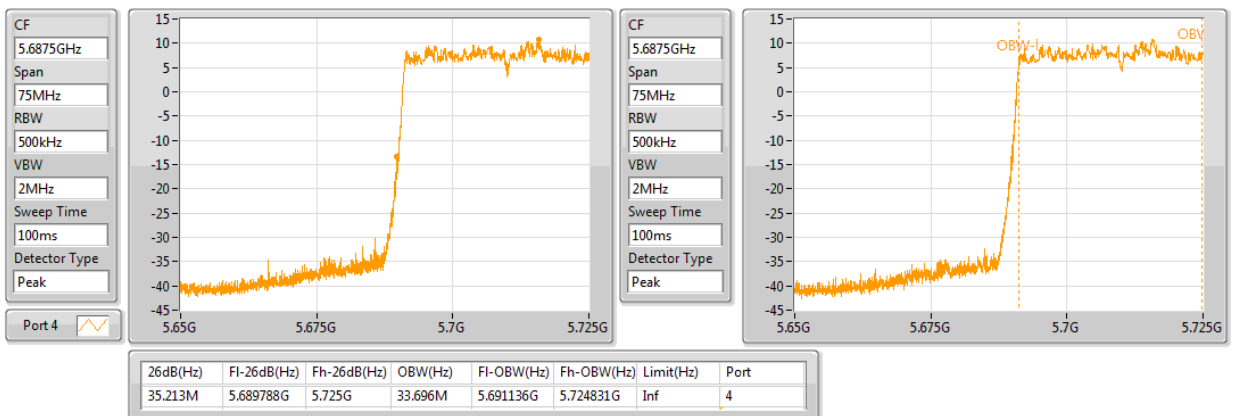 CF
5.6875GHz
Span
75MHz
RBW
500kHz
VBW
2MHz
Sweep Time
100ms
Detector Type
Peak
Port 4
15
10
5
0
-5
-10
-15
-20
-25
-30
-35
-40
-45
5.65G 5.675G 5.7G 5.725G
CF
5.6875GHz
Span
75MHz
RBW
500kHz
VBW
2MHz
Sweep Time
100ms
Detector Type
Peak
15
10
5
0
-5
-10
-15
-20
-25
-30
-35
-40
-45
OBW-l
OBW
5.65G 5.675G 5.7G 5.725G
26dB(Hz) Fl-26dB(Hz) Fh-26dB(Hz) OBW(Hz) Fl-OBW(Hz) Fh-OBW(Hz) Limit(Hz) Port
35.213M 5.689788G 5.725G 33.696M 5.691136G 5.724831G Inf 4